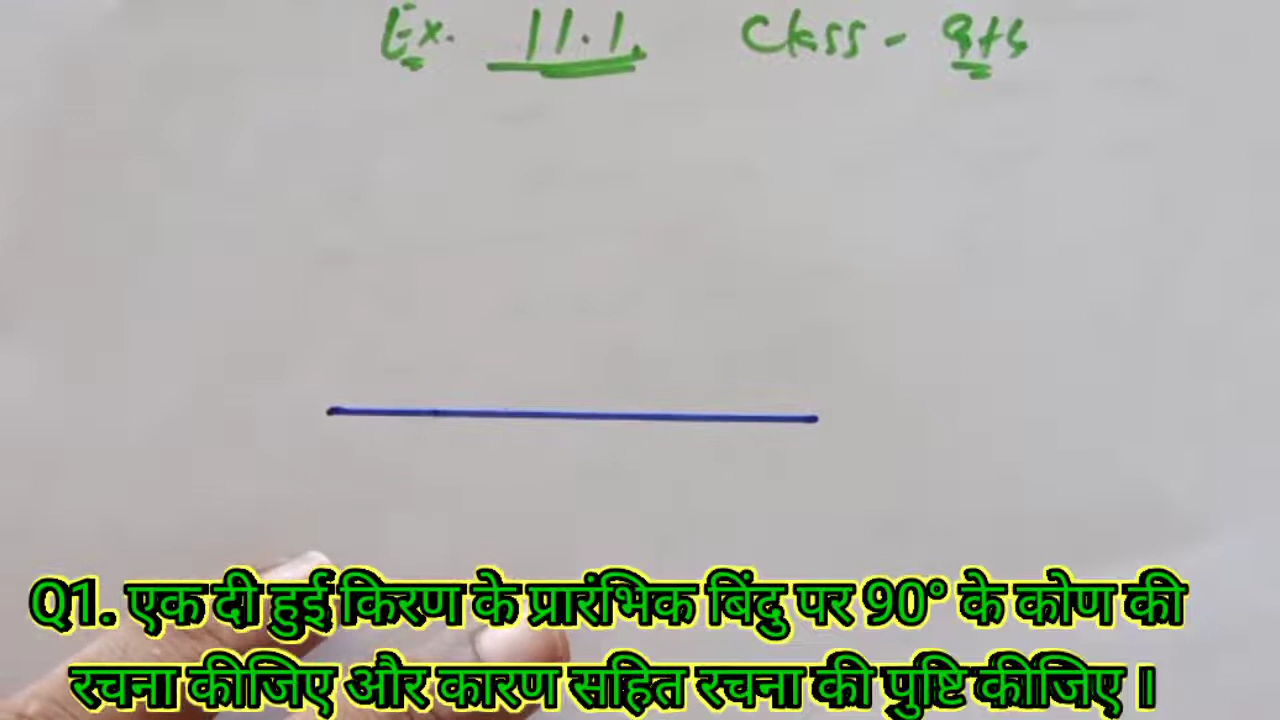 Ex. 11.1. Class - 9th
Q1. एक दी हुई किरण के प्रारंभिक बिंदु पर 90° के कोण की
रचना कीजिए और कारण सहित रचना की पुष्टि कीजिए ।